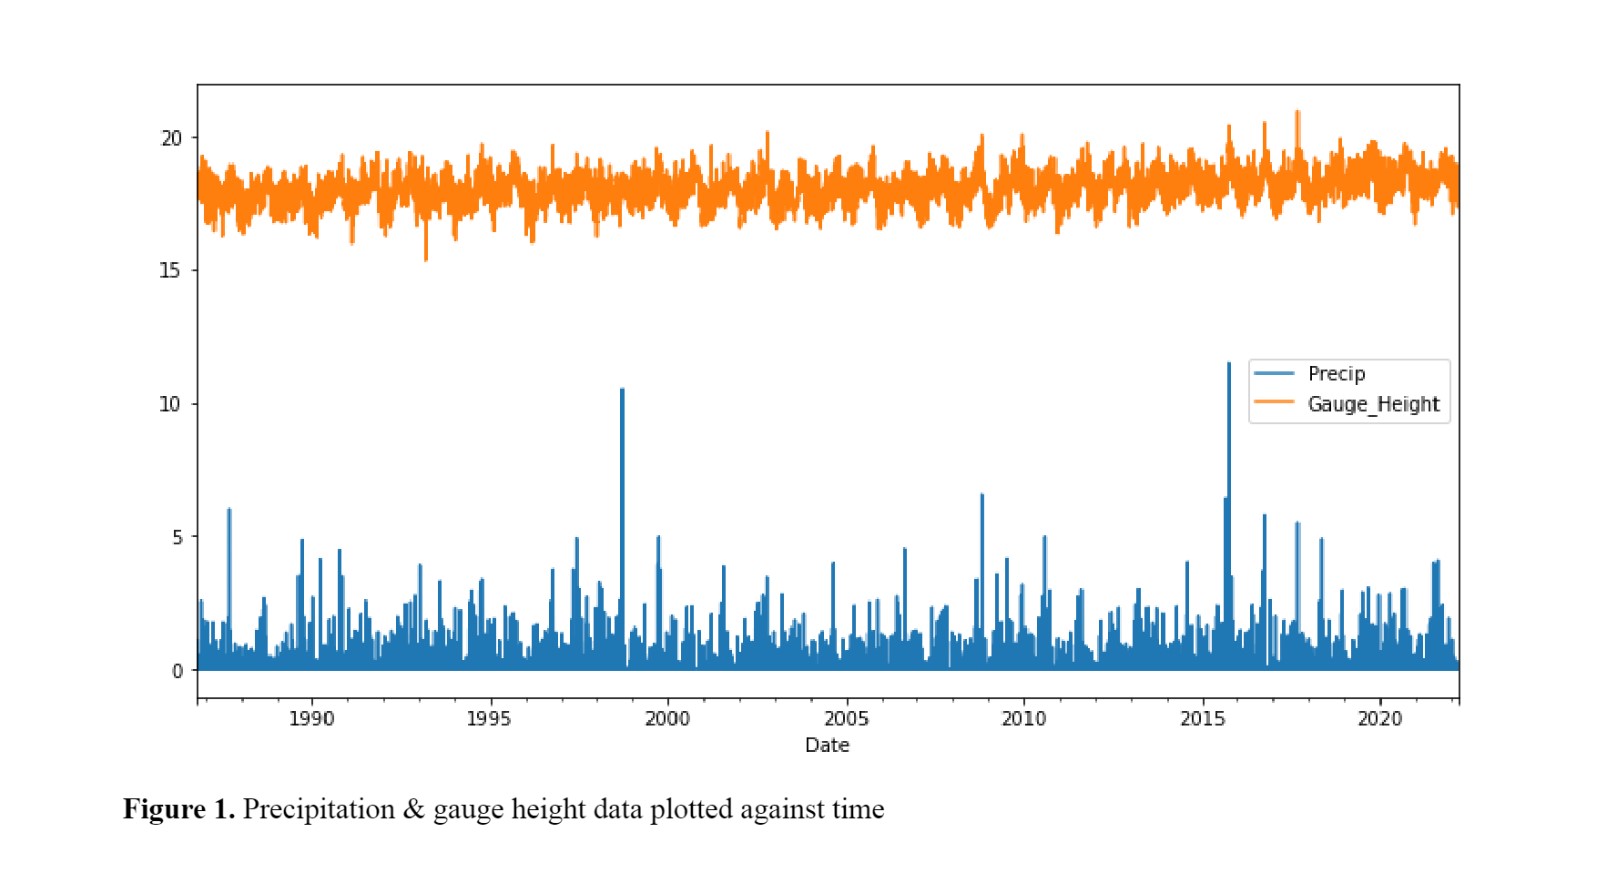 20
15
10
5
0
Precip
Gauge_Height
1990 1995 2000 2005 2010 2015 2020
Date
Figure 1. Precipitation & gauge height data plotted against time